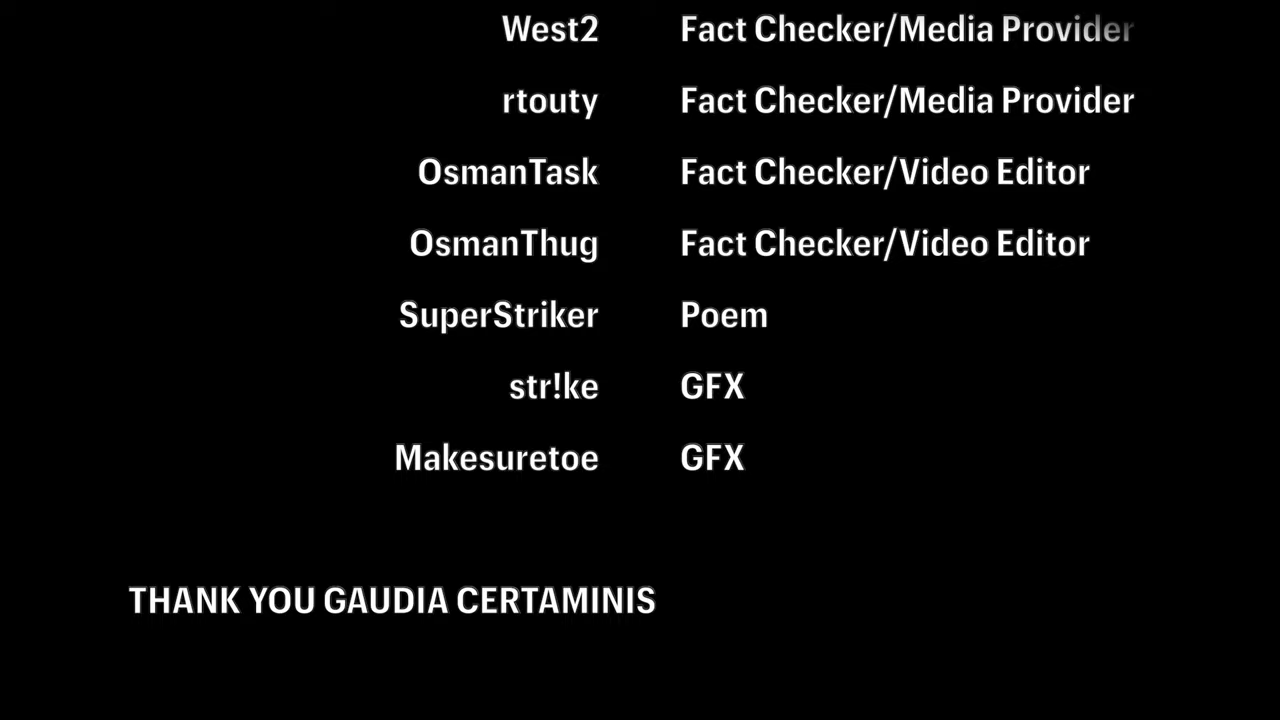 West2 Fact Checker/Media Provider
rtouty Fact Checker/Media Provider
OsmanTask Fact Checker/Video Editor
OsmanThug Fact Checker/Video Editor
SuperStriker Poem
str!ke GFX
Makesuretoe GFX
THANK YOU GAUDIA CERTAMINIS